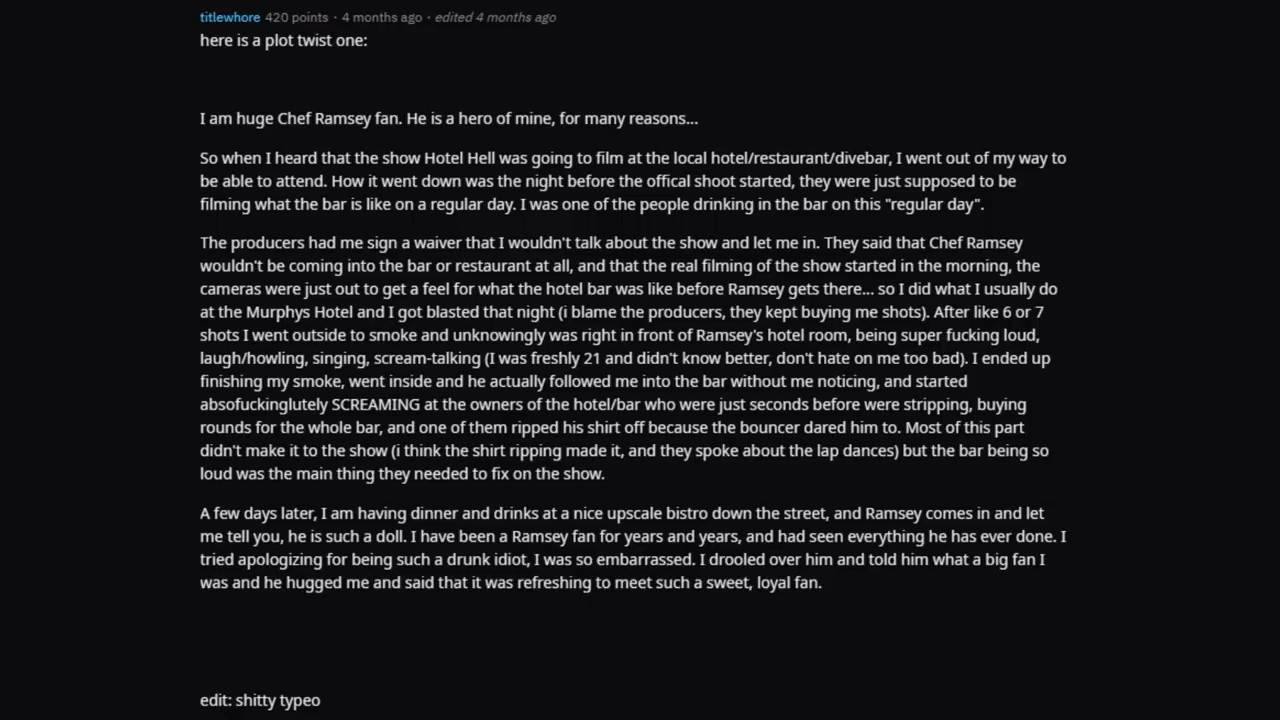 titlewhore 420 points · 4 months ago · edited 4 months ago
here is a plot twist one:
I am huge Chef Ramsey fan. He is a hero of mine, for many reasons...
So when I heard that the show Hotel Hell was going to film at the local hotel/restaurant/divebar, I went out of my way to
be able to attend. How it went down was the night before the offical shoot started, they were just supposed to be
filming what the bar is like on a regular day. I was one of the people drinking in the bar on this "regular day".
The producers had me sign a waiver that I wouldn't talk about the show and let me in. They said that Chef Ramsey
wouldn't be coming into the bar or restaurant at all, and that the real filming of the show started in the morning, the
cameras were just out to get a feel for what the hotel bar was like before Ramsey gets there... so I did what I usually do
at the Murphys Hotel and I got blasted that night (i blame the producers, they kept buying me shots). After like 6 or 7
shots I went outside to smoke and unknowingly was right in front of Ramsey's hotel room, being super fucking loud,
laugh/howling, singing, scream-talking (I was freshly 21 and didn't know better, don't hate on me too bad). I ended up
finishing my smoke, went inside and he actually followed me into the bar without me noticing, and started
absofuckinglutely SCREAMING at the owners of the hotel/bar who were just seconds before were stripping, buying
rounds for the whole bar, and one of them ripped his shirt off because the bouncer dared him to. Most of this part
didn't make it to the show (i think the shirt ripping made it, and they spoke about the lap dances) but the bar being so
loud was the main thing they needed to fix on the show.
A few days later, I am having dinner and drinks at a nice upscale bistro down the street, and Ramsey comes in and let
me tell you, he is such a doll. I have been a Ramsey fan for years and years, and had seen everything he has ever done. I
tried apologizing for being such a drunk idiot, I was so embarrassed. I drooled over him and told him what a big fan I
was and he hugged me and said that it was refreshing to meet such a sweet, loyal fan.
edit: shitty typeo